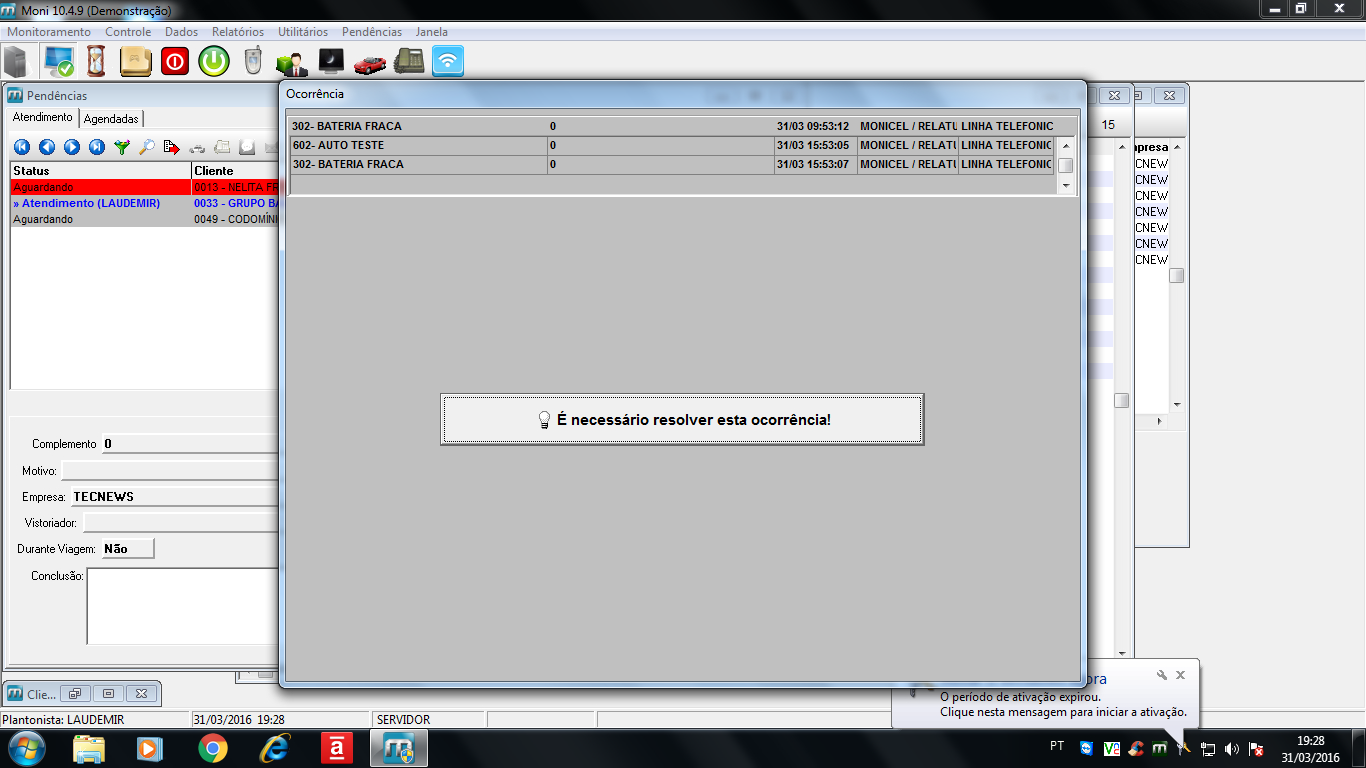 Moni 10.4.9 (Demonstração)
Monitoramento Controle Dados Relatórios Utilitários Pendências Janela
Pendências
Atendimento Agendadas
Status Cliente
Aguardando 0013 - NELITA
» Atendimento (LAUDEMIR) 0033 - GRUPO
Aguardando 0049 -
Complemento 0
Motivo:
Empresa: TECNEWS
Vistoriador:
Durante Viagem: Não
Conclusão:
Ocorrência
302- BATERIA FRACA 0 31/03 09:53:12 MONICEL / RELATU LINHA TELEFONIC
602- AUTO TESTE 0 31/03 15:53:05 MONICEL / RELATU LINHA TELEFONIC
302- BATERIA FRACA 0 31/03 15:53:07 MONICEL / RELATU LINHA TELEFONIC
É necessário resolver esta ocorrência!
15
presa
CNEW
CNEW
CNEW
CNEW
CNEW
CNEW
CNEW
Clie...
ora
O período de ativação expirou.
Clique nesta mensagem para iniciar a ativação.
Plantonista: LAUDEMIR 31/03/2016 19:28 SERVIDOR
PT
19:28
31/03/2016